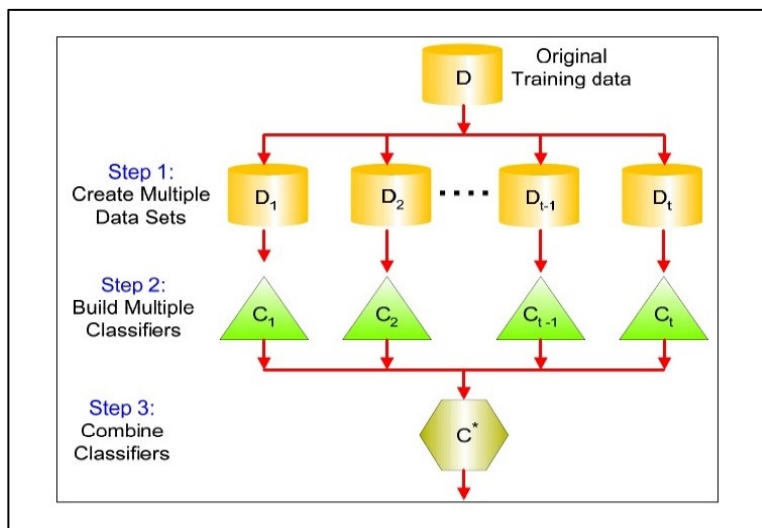 Original
Training data
D
Step 1:
Create Multiple
Data Sets
D1
D2
....
Dt-1
Dt
Step 2:
Build Multiple
Classifiers
C1
C2
Ct -1
Ct
Step 3:
Combine
Classifiers
C*